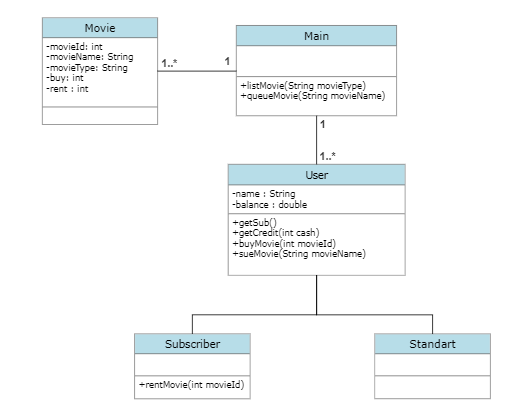 Movie
-movieId: int
-movieName: String
-movieType: String
-buy: int
-rent : int
1..*
1
Main
+listMovie(String movieType)
+queueMovie(String movieName)
1
1..*
User
-name : String
-balance : double
+getSub()
+getCredit(int cash)
+buyMovie(int movieId)
+sueMovie(String movieName)
Subscriber
+rentMovie(int movieId)
Standart